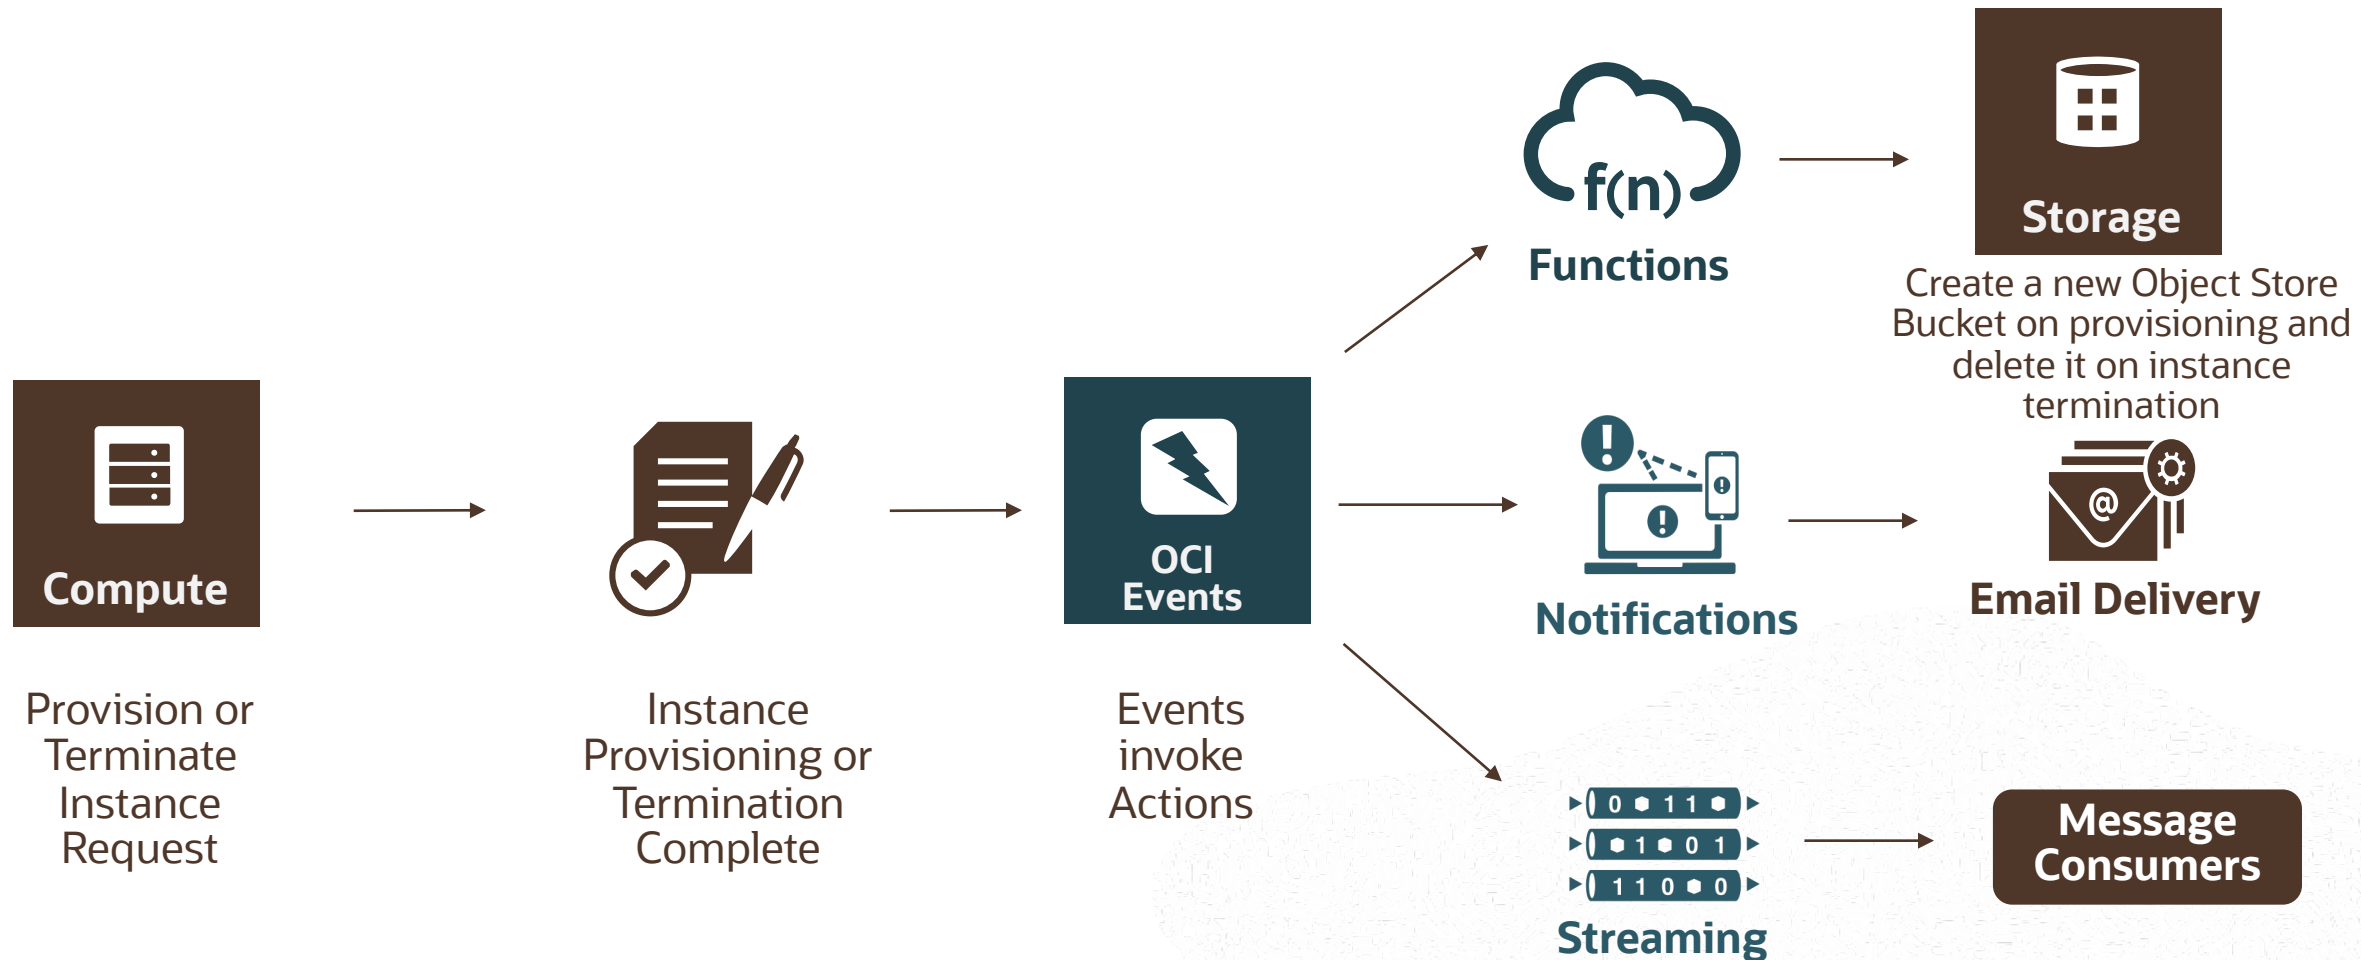 Compute
Provision or
Terminate
Instance
Request
Instance
Provisioning or
Termination
Complete
OCI
Events
Events
invoke
Actions
f(n)
Functions
Storage
Create a new Object Store
Bucket on provisioning and
delete it on instance
termination
!
!
!
Notifications
@
Email Delivery
0 1 1
1 0 1
1 1 0 0
Streaming
Message
Consumers